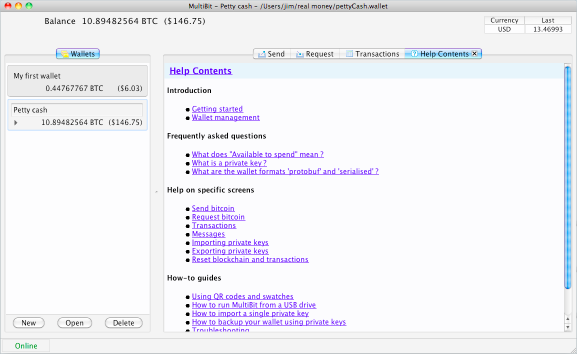 MultiBit - Petty cash - /Users/jim/real money/pettyCash.wallet
Balance 10.89482564 BTC ($146.75)
Currency Last
USD 13.46993
Wallets
Send Request Transactions Help Contents
My first wallet
0.44767767 BTC ($6.03)
Petty cash
10.89482564 BTC ($146.75)
New Open Delete
Help Contents
Introduction
Getting started
Wallet management
Frequently asked questions
What does "Available to spend" mean ?
What is a private key ?
What are the wallet formats 'protobuf' and 'serialised' ?
Help on specific screens
Send bitcoin
Request bitcoin
Transactions
Messages
Importing private keys
Exporting private keys
Reset blockchain and transactions
How-to guides
Using QR codes and swatches
How to run MultiBit from a USB drive
How to import a single private key
How to backup your wallet using private keys
Troubleshooting
Online